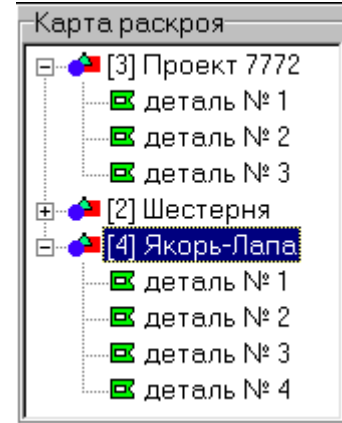 Карта раскроя
[3] Проект 7772
деталь № 1
деталь № 2
деталь № 3
[2] Шестерня
[4] Якорь-Лапа
деталь № 1
деталь № 2
деталь № 3
деталь № 4